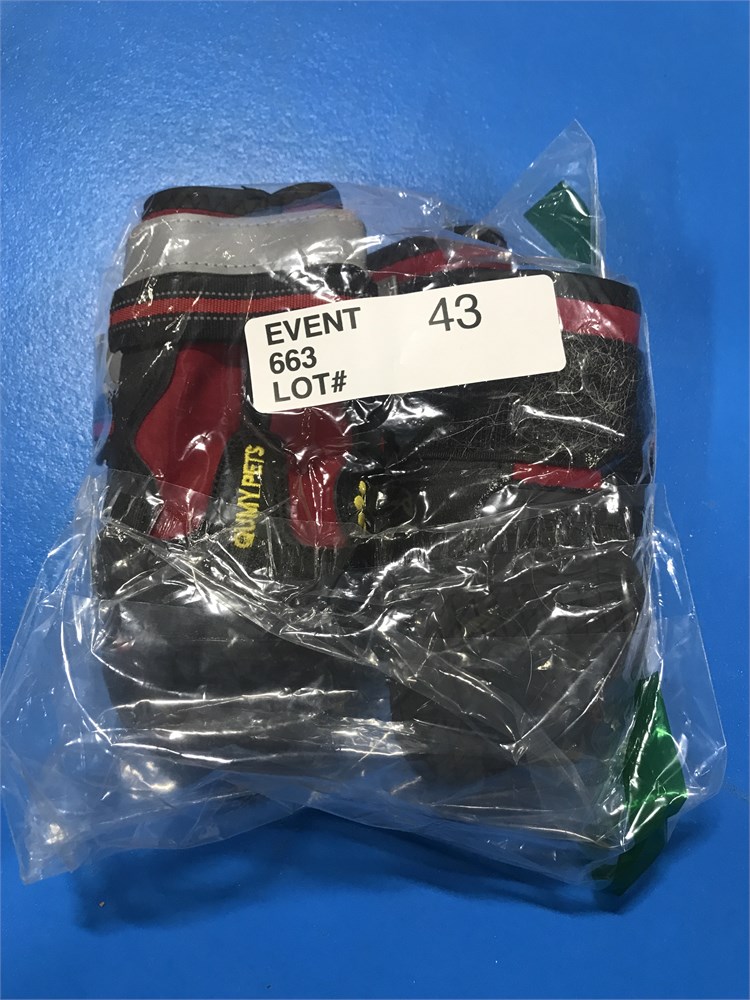 EVENT 43
663
LOT#
QUMY PETS